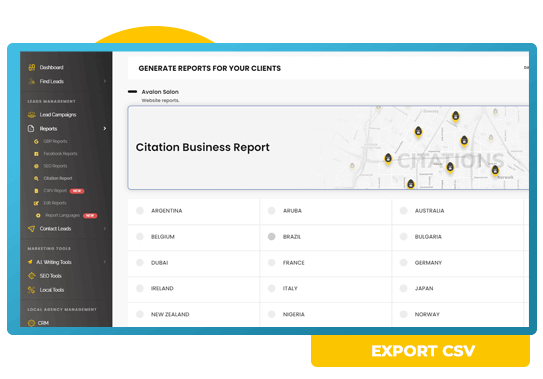 Dashboard
Find Leads
LEADS MANAGEMENT
Lead Campaigns
Reports
GBP Reports
Facebook Reports
SEO Reports
Citation Report
CWV Report NEW
Edit Reports
Report Languages NEW
Contact Leads
MARKETING TOOLS
A.I. Writing Tools
SEO Tools
Local Tools
LOCAL AGENCY MANAGEMENT
CRM
GENERATE REPORTS FOR YOUR CLIENTS
Avalon Salon
Website reports.
Citation Business Report
CITATIONS
ARGENTINA ARUBA AUSTRALIA
BELGIUM BRAZIL BULGARIA
DUBAI FRANCE GERMANY
IRELAND ITALY JAPAN
NEW ZEALAND NIGERIA NORWAY
EXPORT CSV